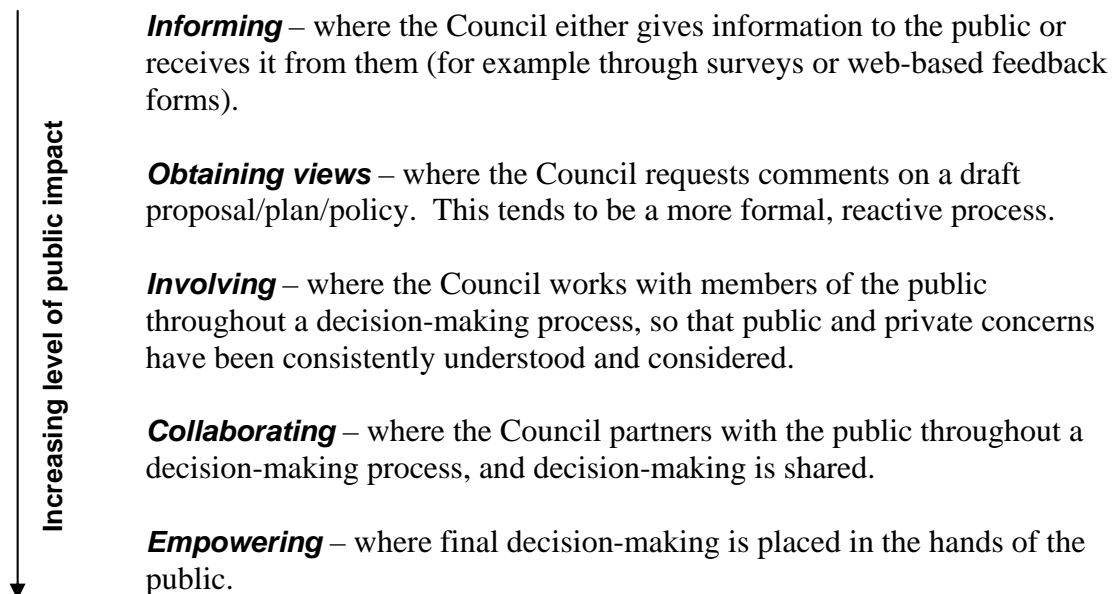 Increasing level of public impact
Informing – where the Council either gives information to the public or
receives it from them (for example through surveys or web-based feedback
forms).
Obtaining views – where the Council requests comments on a draft
proposal/plan/policy.  This tends to be a more formal, reactive process.
Involving – where the Council works with members of the public
throughout a decision-making process, so that public and private concerns
have been consistently understood and considered.
Collaborating – where the Council partners with the public throughout a
decision-making process, and decision-making is shared.
Empowering – where final decision-making is placed in the hands of the
public.